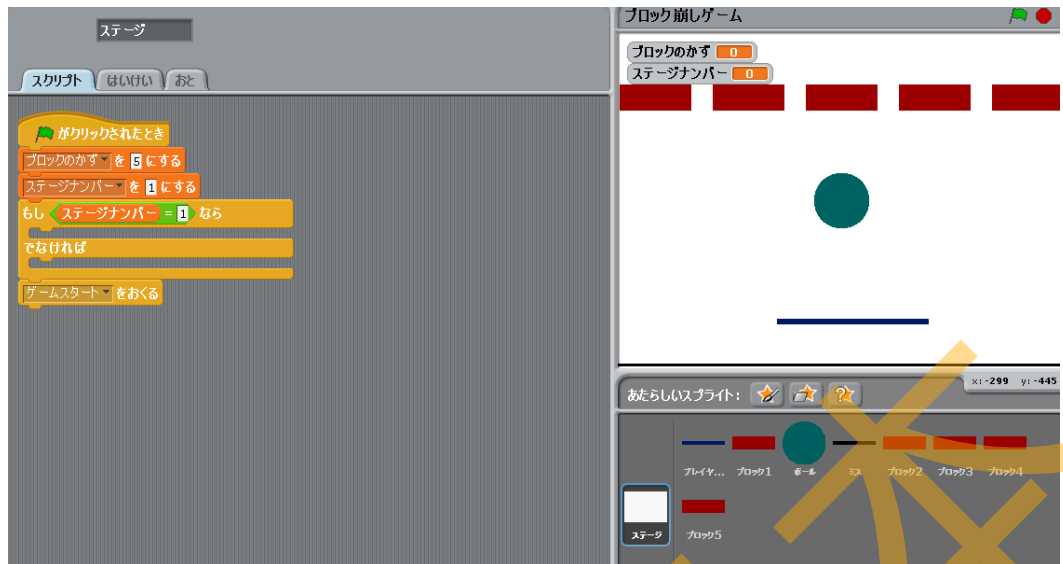 ステージ
スクリプト はいけい おと
がクリックされたとき
ブロックのかず を 5 にする
ステージナンバー を 1 にする
もし ステージナンバー = 1 なら
でなければ
ゲームスタート をおくる
ブロック崩しゲーム
ブロックのかず 0
ステージナンバー 0
x: -299 y: -445
あたらしいスプライト:
プレイヤ... ブロック1 ボール ミス ブロック2 ブロック3 ブロック4
ステージ ブロック5